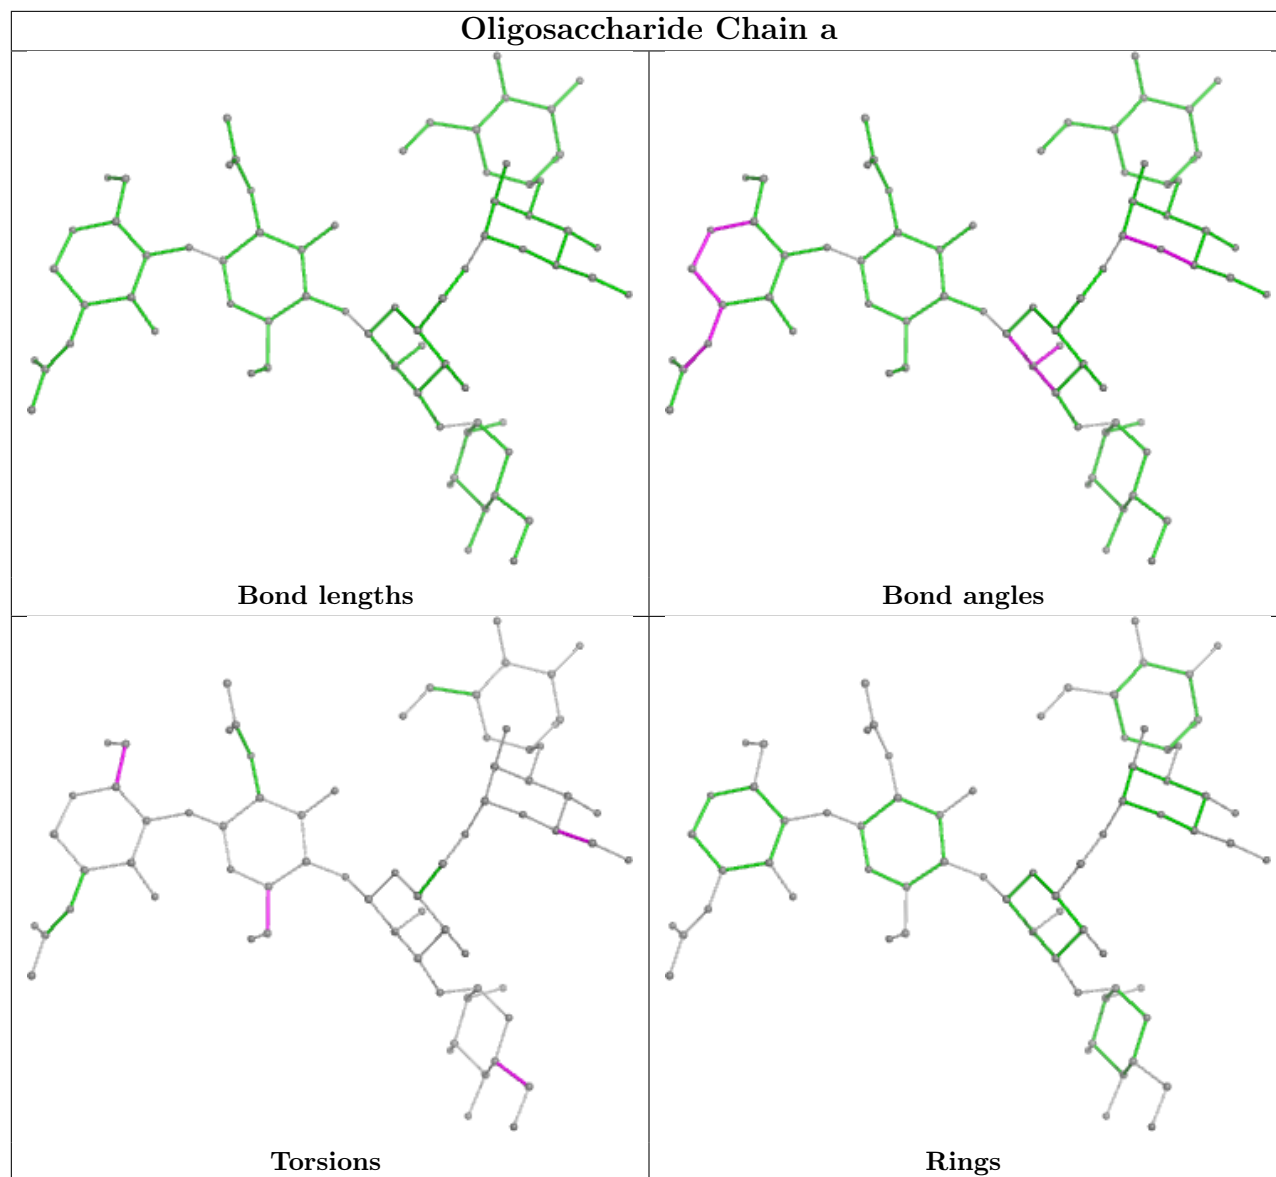 Oligosaccharide Chain a
Bond lengths
Bond angles
Torsions
Rings